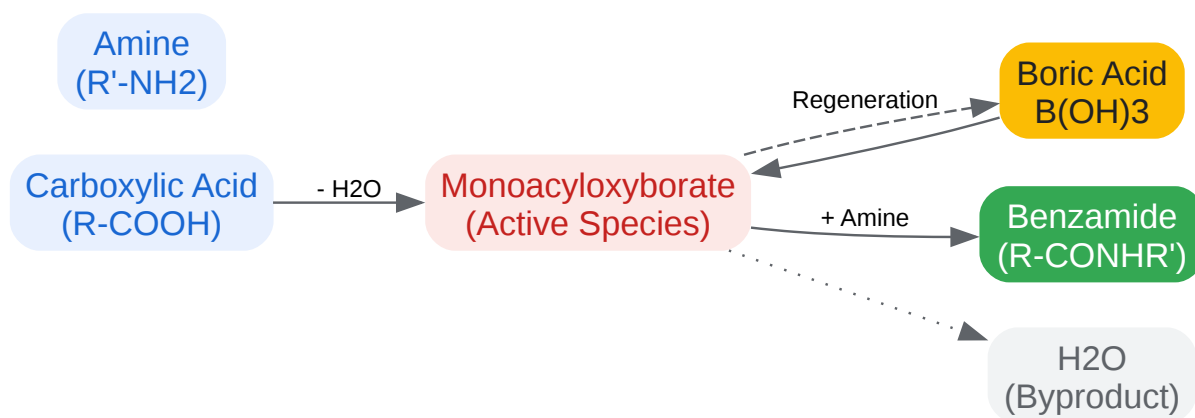 Amine
(R'-NH2)
Carboxylic Acid
(R-COOH)
- H2O
Monoacyloxyborate
(Active Species)
Regeneration
Boric Acid
B(OH)3
+ Amine
Benzamide
(R-CONHR')
H2O
(Byproduct)